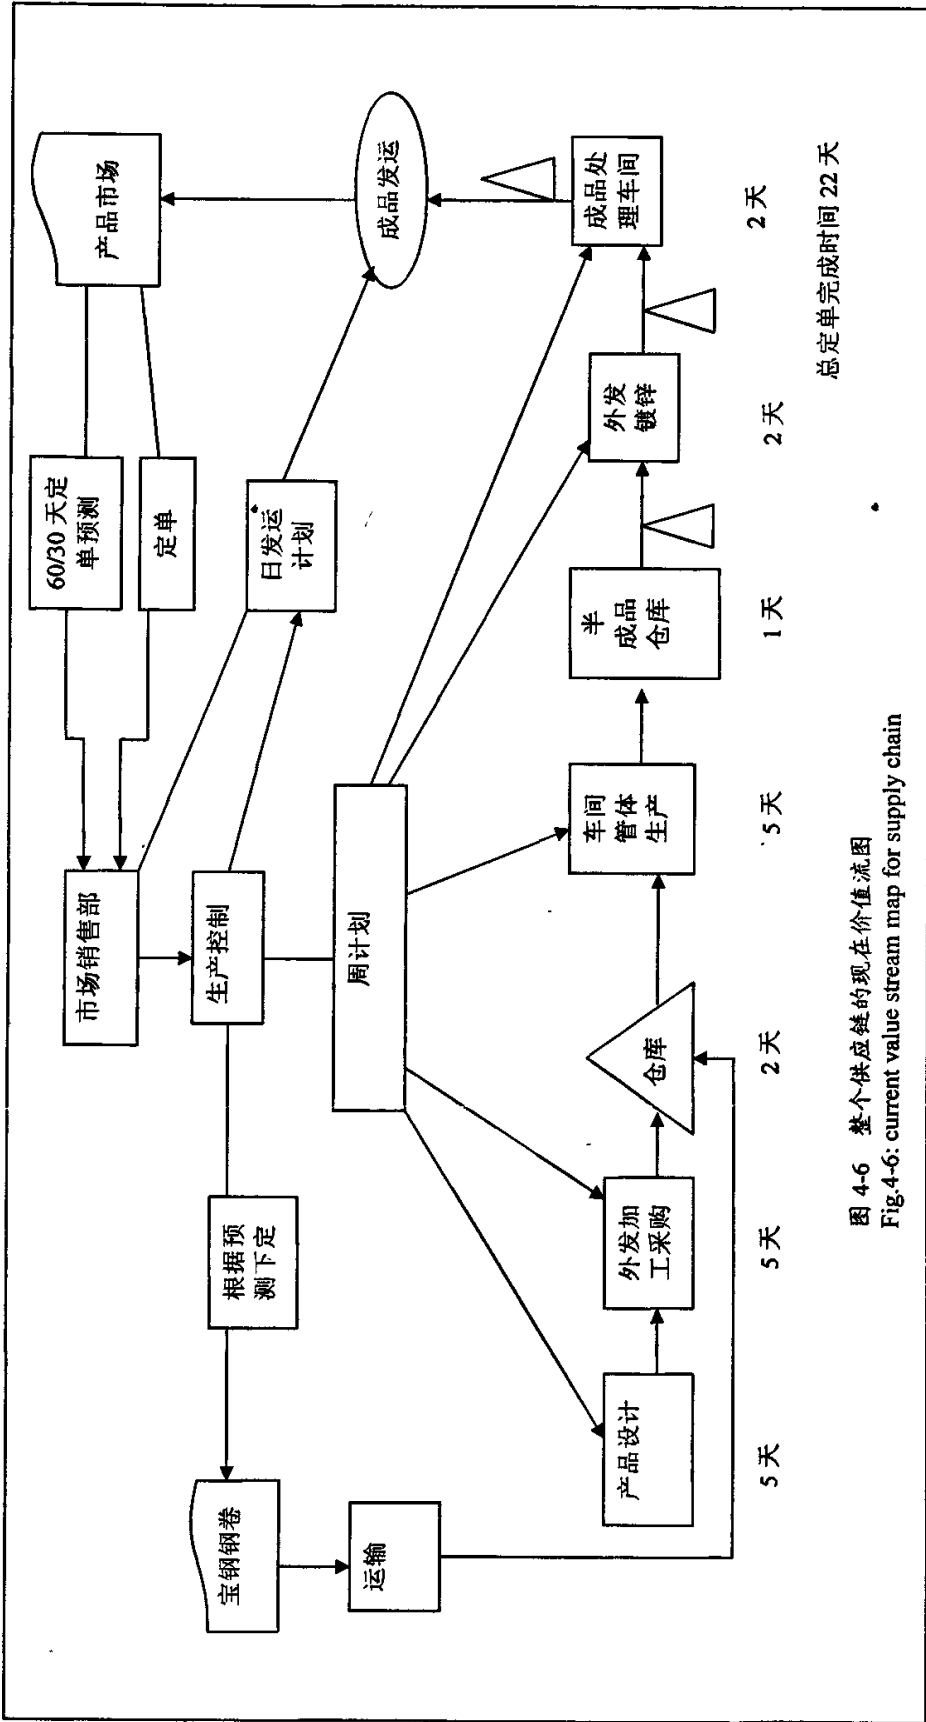 产品市场
60/30 天定
单预测
定单
市场销售部
生产控制
日发运
计划
成品发运
根据预
测下定
宝钢钢卷
运输
周计划
产品设计
外发加
工采购
仓库
车间
管体
生产
半
成品
仓库
外发
镀锌
成品处
理车间
5 天
5 天
2 天
5 天
1 天
2 天
2 天
总定单完成时间 22 天
图 4-6 整个供应链的现在价值流图
Fig.4-6: current value stream map for supply chain